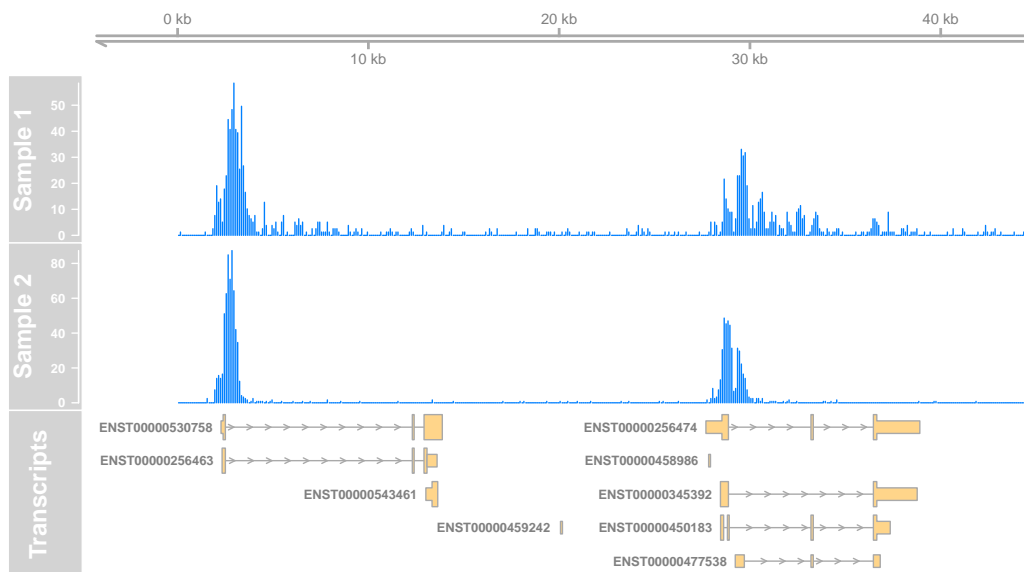 0 kb
20 kb
40 kb
10 kb
30 kb
Sample 1
50
40
30
20
10
0
Sample 2
80
60
40
20
0
Transcripts
ENST00000530758
ENST00000256474
ENST00000256463
ENST00000458986
ENST00000543461
ENST00000345392
ENST00000459242
ENST00000450183
ENST00000477538